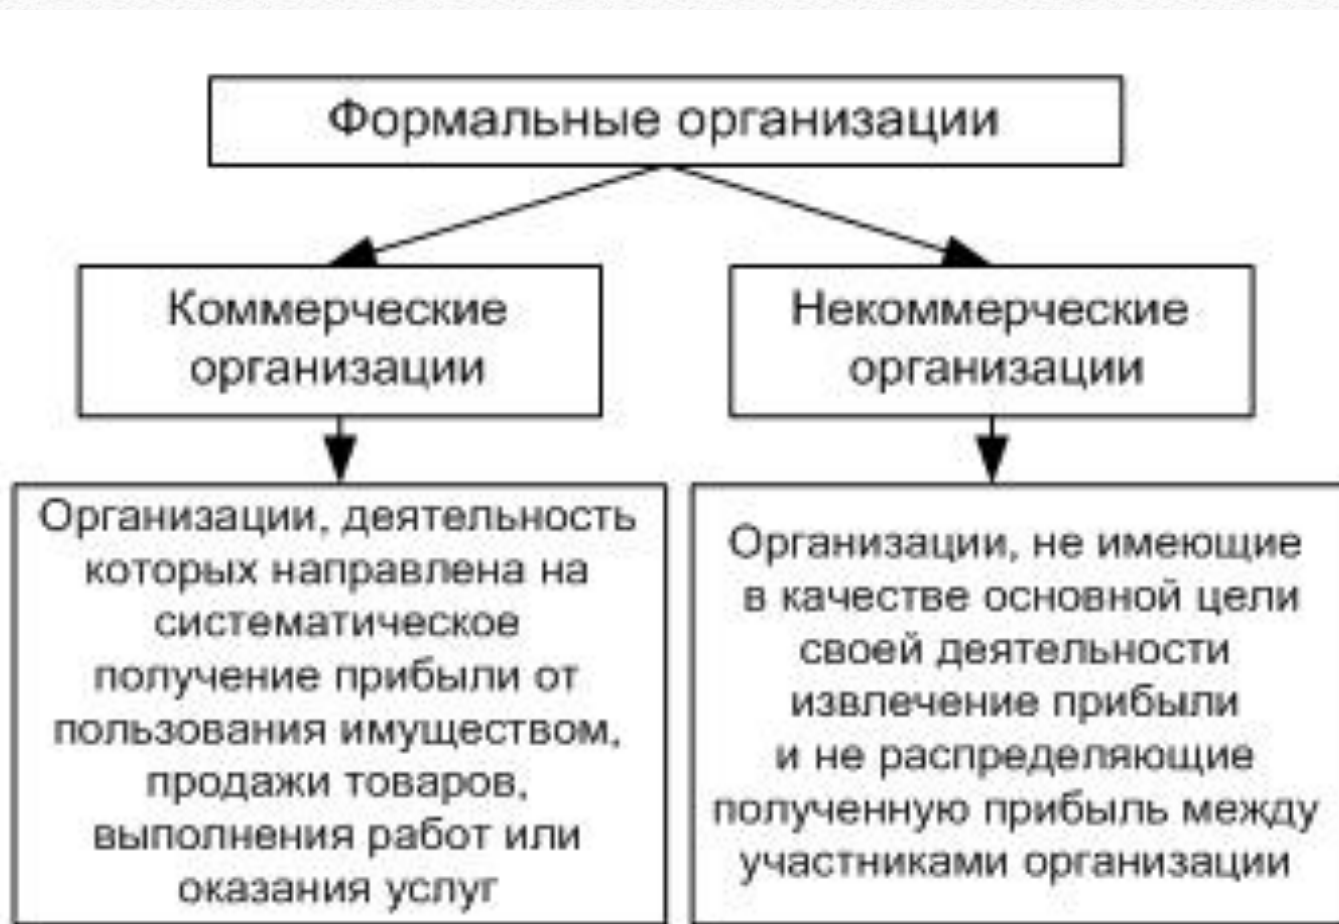 Формальные организации
Коммерческие
организации
Некоммерческие
организации
Организации, деятельность
которых направлена на
систематическое
получение прибыли от
пользования имуществом,
продажи товаров,
выполнения работ или
оказания услуг
Организации, не имеющие
в качестве основной цели
своей деятельности
извлечение прибыли
и не распределяющие
полученную прибыль между
участниками организации